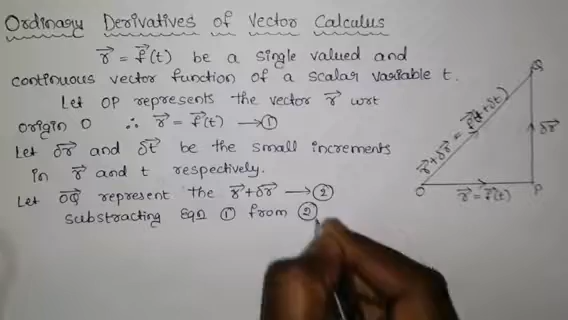 Ordinary Derivatives of Vector Calculus
r⃗ = f⃗(t) be a single valued and
continuous vector function of a scalar variable t.
Let OP represents the vector r⃗ wrt
origin O ∴ r⃗ = f⃗(t) → ①
Let δr⃗ and δt⃗ be the small increments
in r⃗ and t respectively.
Let OQ⃗ represent the r⃗+δr⃗ → ②
substracting Eqn ① from ②
Q
r⃗+δr⃗ = f⃗(t+δt)
δr⃗
O
P
r⃗=f⃗(t)